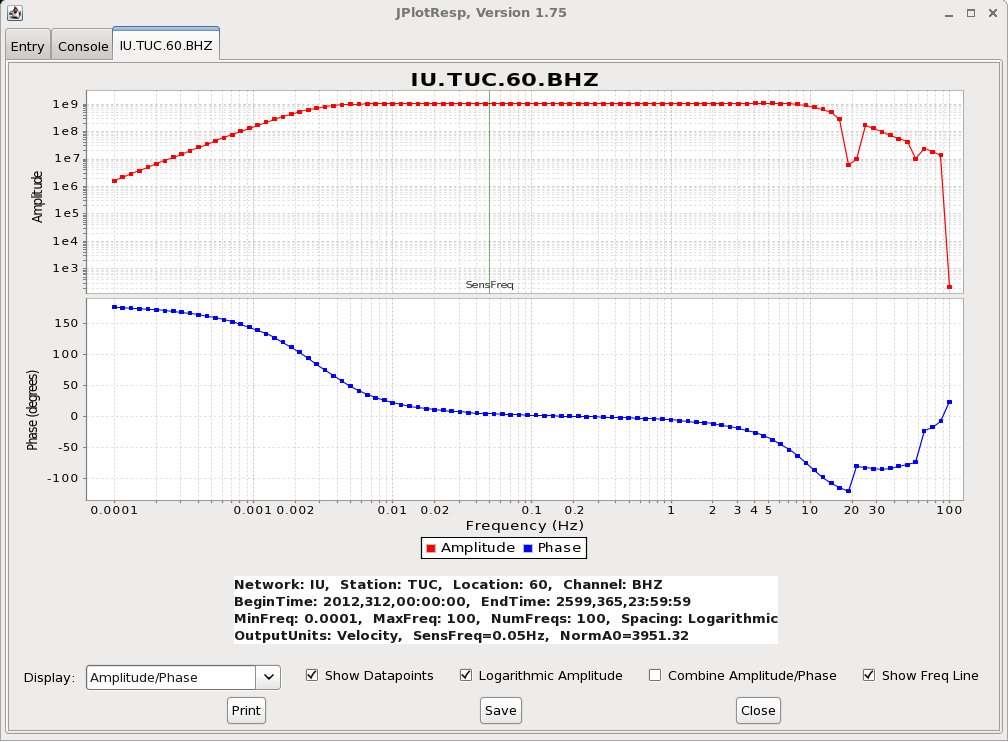 JPlotResp, Version 1.75
Entry Console IU.TUC.60.BHZ
IU.TUC.60.BHZ
1e9
1e8
1e7
1e6
1e5
1e4
1e3
Amplitude
SensFreq
150
100
50
0
-50
-100
Phase (degrees)
0.0001 0.001 0.002 0.01 0.02 0.1 0.2 1 2 3 4 5 10 20 30 100
Frequency (Hz)
Amplitude Phase
Network: IU, Station: TUC, Location: 60, Channel: BHZ
BeginTime: 2012,312,00:00:00, EndTime: 2599,365,23:59:59
MinFreq: 0.0001, MaxFreq: 100, NumFreqs: 100, Spacing: Logarithmic
OutputUnits: Velocity, SensFreq=0.05Hz, NormA0=3951.32
Display: Amplitude/Phase Show Datapoints Logarithmic Amplitude Combine Amplitude/Phase Show Freq Line
Print Save Close